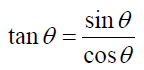 tan θ = sin θ / cos θ